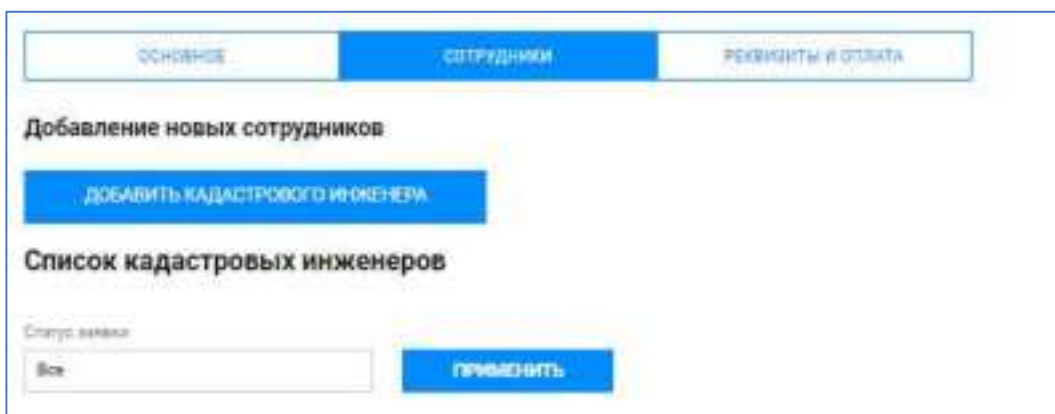 ОСНОВНОЕ СОТРУДНИКИ РЕКВИЗИТЫ И ОПЛАТА
Добавление новых сотрудников
ДОБАВИТЬ КАДАСТРОВОГО ИНЖЕНЕРА
Список кадастровых инженеров
Статус заявки
Все ПРИМЕНИТЬ